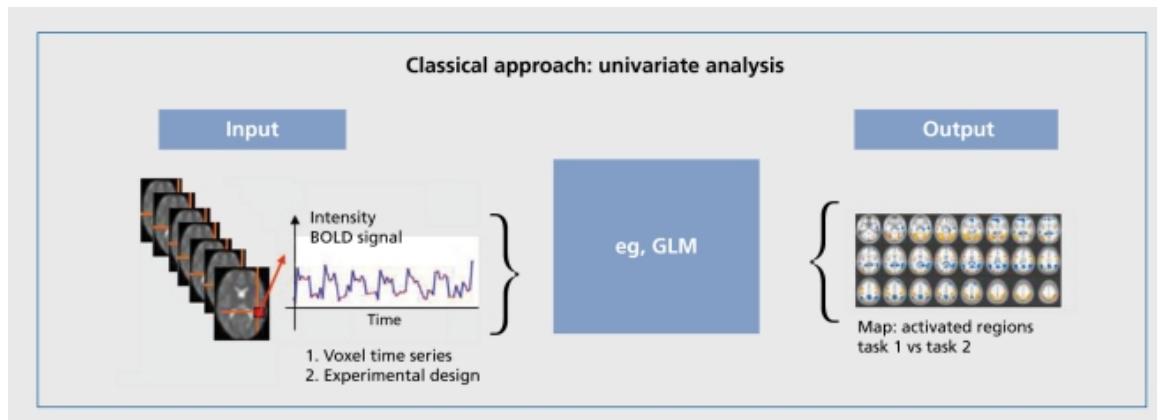 Classical approach: univariate analysis
Input
Output
Intensity
BOLD signal
Time
1. Voxel time series
2. Experimental design
eg, GLM
Map: activated regions
task 1 vs task 2